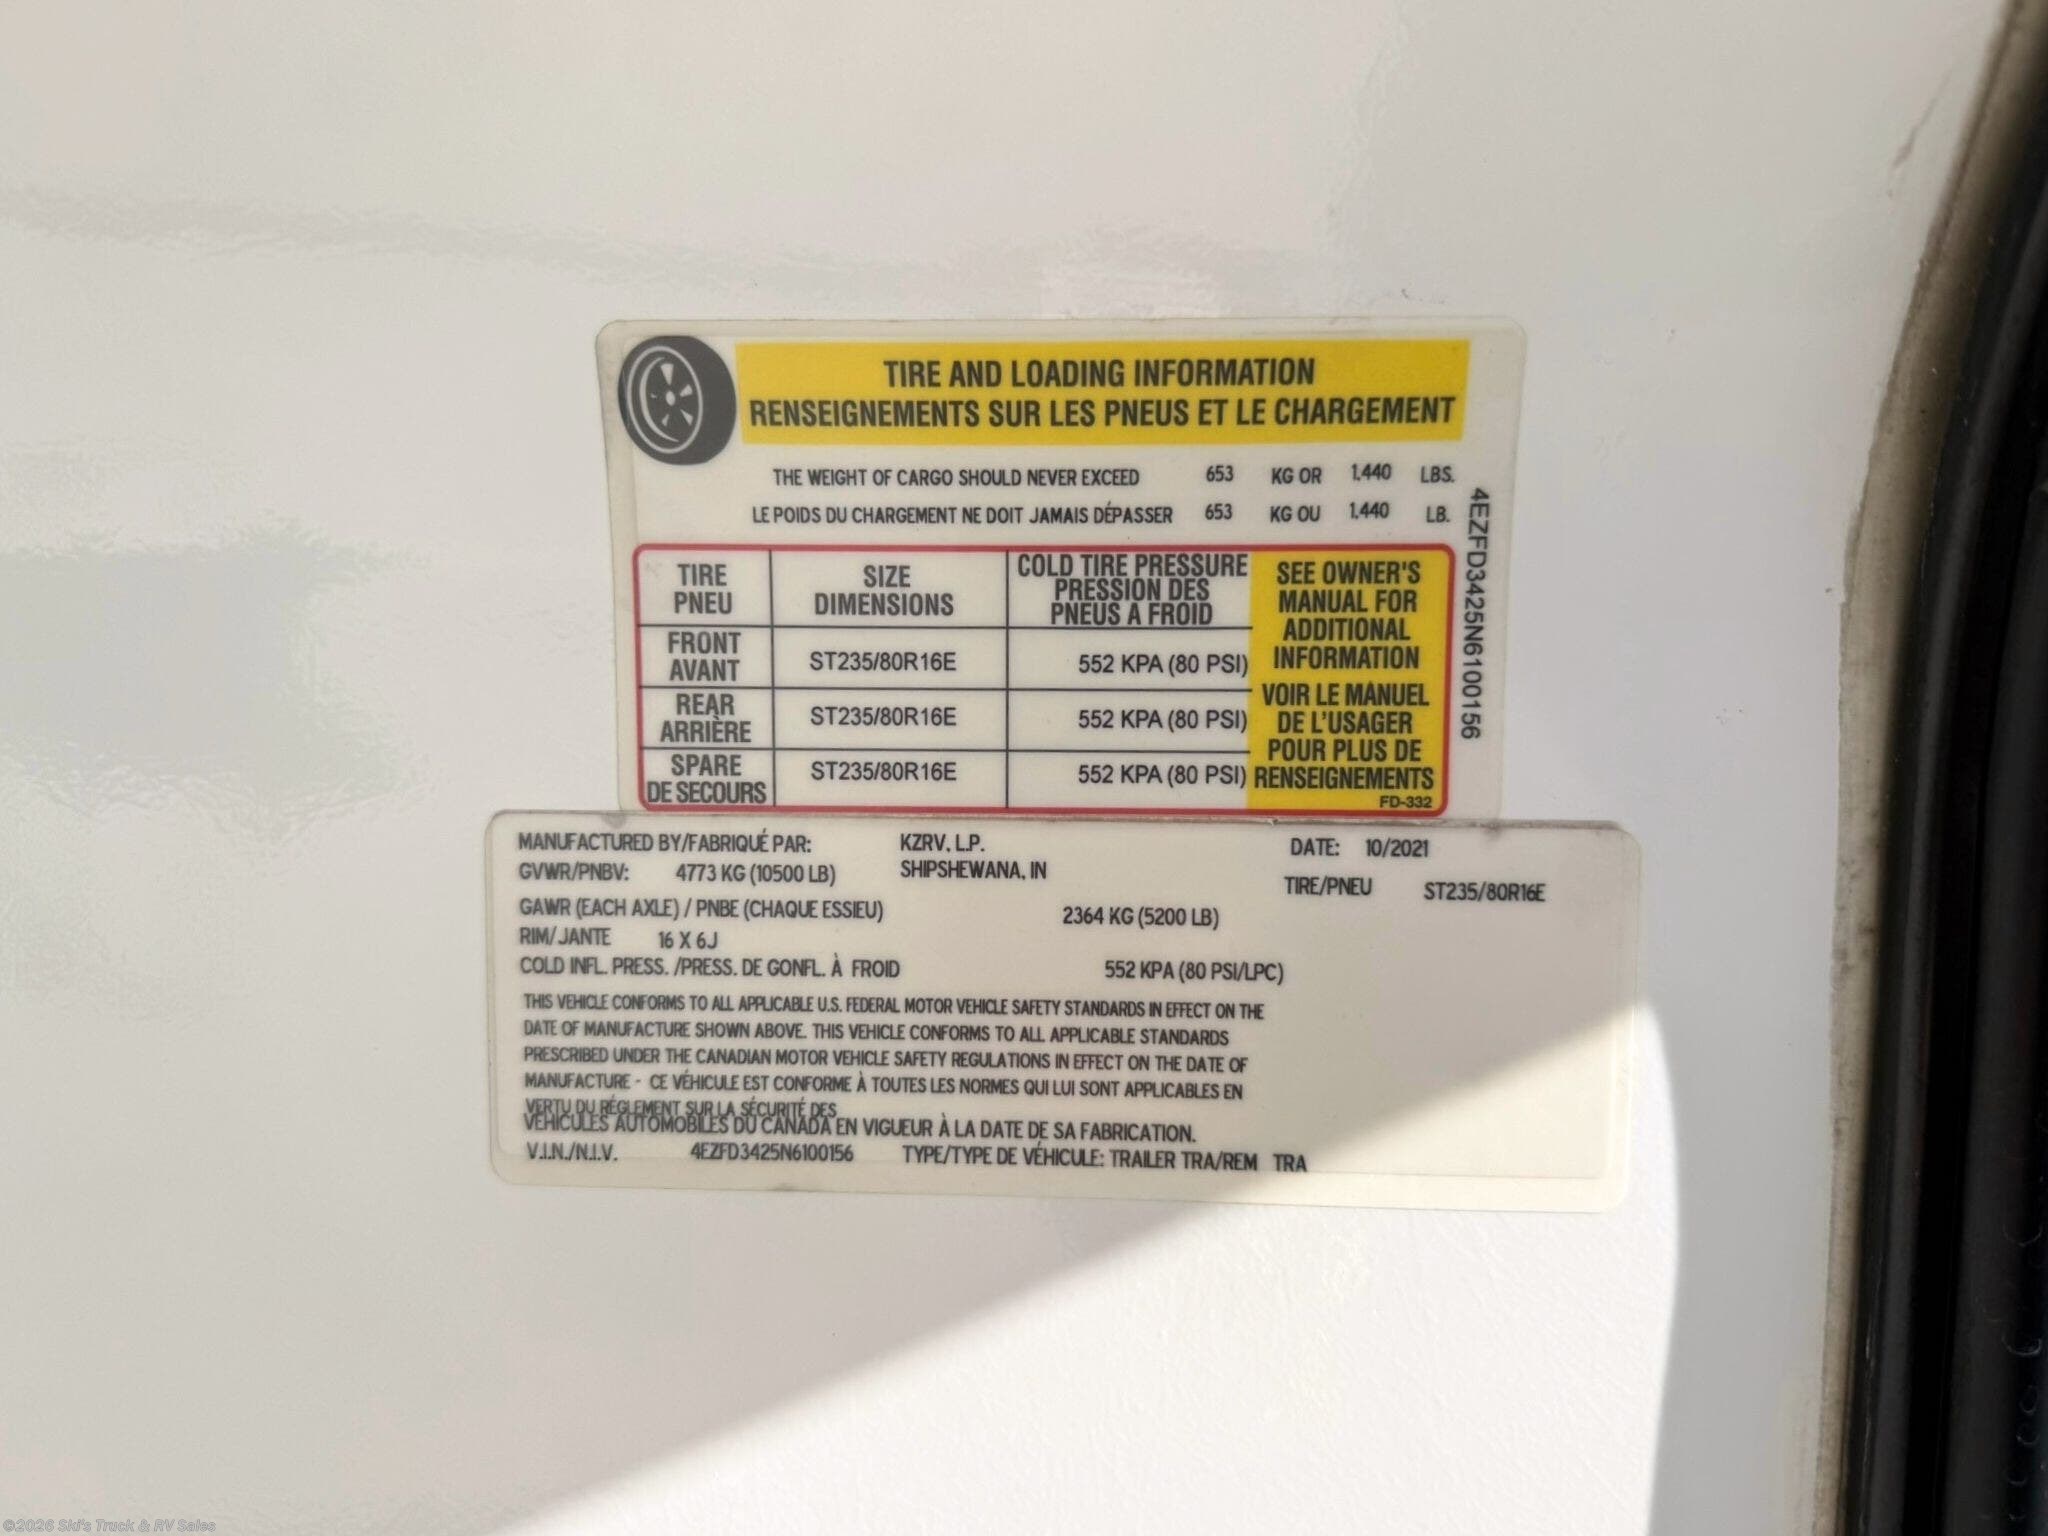 TIRE AND LOADING INFORMATION
RENSEIGNEMENTS SUR LES PNEUS ET LE CHARGEMENT
THE WEIGHT OF CARGO SHOULD NEVER EXCEED 653 KG OR 1,440 LBS.
LE POIDS DU CHARGEMENT NE DOIT JAMAIS DÉPASSER 653 KG OU 1,440 LB.
4EZFD3425N6100156
TIRE
PNEU
SIZE
DIMENSIONS
COLD TIRE PRESSURE
PRESSION DES
PNEUS A FROID
FRONT
AVANT
ST235/80R16E
552 KPA (80 PSI)
REAR
ARRIÈRE
ST235/80R16E
552 KPA (80 PSI)
SPARE
DE SECOURS
ST235/80R16E
552 KPA (80 PSI)
SEE OWNER'S
MANUAL FOR
ADDITIONAL
INFORMATION
VOIR LE MANUEL
DE L'USAGER
POUR PLUS DE
RENSEIGNEMENTS
FD-332
MANUFACTURED BY/FABRIQUÉ PAR: KZRV, L.P. DATE: 10/2021
GVWR/PNBV: 4773 KG (10500 LB) SHIPSHEWANA, IN TIRE/PNEU ST235/80R16E
GAWR (EACH AXLE) / PNBE (CHAQUE ESSIEU) 2364 KG (5200 LB)
RIM/JANTE 16 X 6J
COLD INFL. PRESS. /PRESS. DE GONFL. À FROID 552 KPA (80 PSI/LPC)
THIS VEHICLE CONFORMS TO ALL APPLICABLE U.S. FEDERAL MOTOR VEHICLE SAFETY STANDARDS IN EFFECT ON THE
DATE OF MANUFACTURE SHOWN ABOVE. THIS VEHICLE CONFORMS TO ALL APPLICABLE STANDARDS
PRESCRIBED UNDER THE CANADIAN MOTOR VEHICLE SAFETY REGULATIONS IN EFFECT ON THE DATE OF
MANUFACTURE - CE VÉHICULE EST CONFORME À TOUTES LES NORMES QUI LUI SONT APPLICABLES EN
VERTU DU RÉGLEMENT SUR LA SÉCURITÉ DES
VÉHICULES AUTOMOBILES DU CANADA EN VIGUEUR À LA DATE DE SA FABRICATION.
V.I.N./N.I.V. 4EZFD3425N6100156 TYPE/TYPE DE VÉHICULE: TRAILER TRA/REM TRA
©2026 Ski's Truck & RV Sales